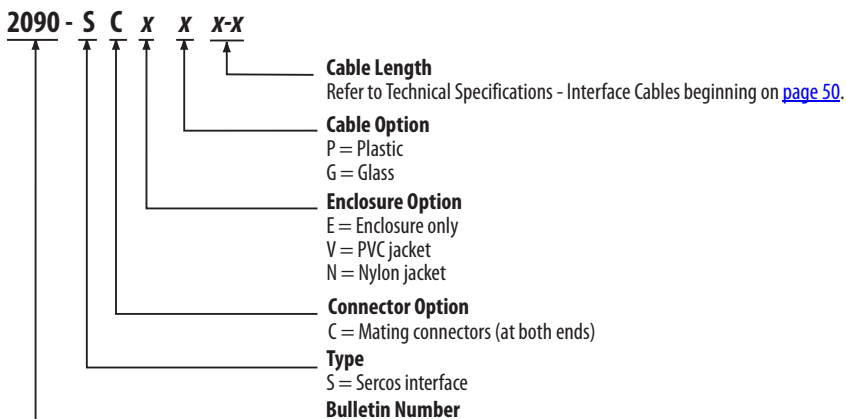 2090 - S C x x x-x
Cable Length
Refer to Technical Specifications - Interface Cables beginning on page 50.
Cable Option
P = Plastic
G = Glass
Enclosure Option
E = Enclosure only
V = PVC jacket
N = Nylon jacket
Connector Option
C = Mating connectors (at both ends)
Type
S = Sercos interface
Bulletin Number